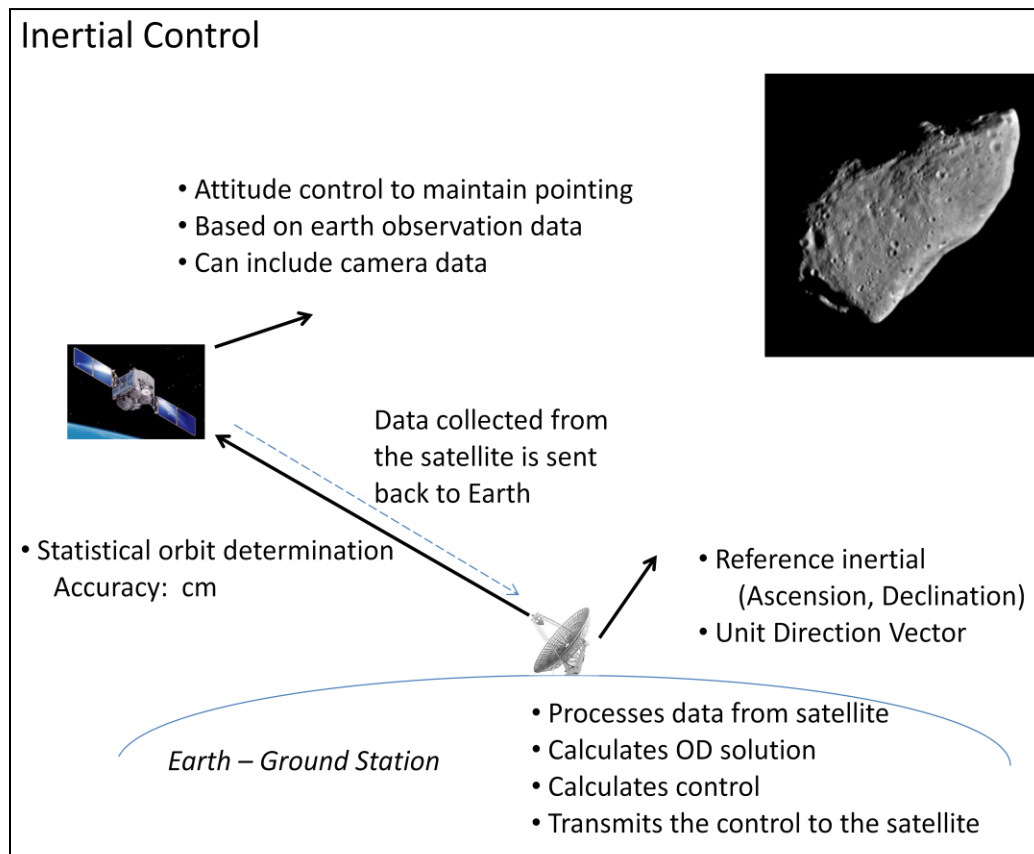 Inertial Control
• Attitude control to maintain pointing
• Based on earth observation data
• Can include camera data
Data collected from
the satellite is sent
back to Earth
• Statistical orbit determination
Accuracy: cm
• Reference inertial
(Ascension, Declination)
• Unit Direction Vector
Earth – Ground Station
• Processes data from satellite
• Calculates OD solution
• Calculates control
• Transmits the control to the satellite